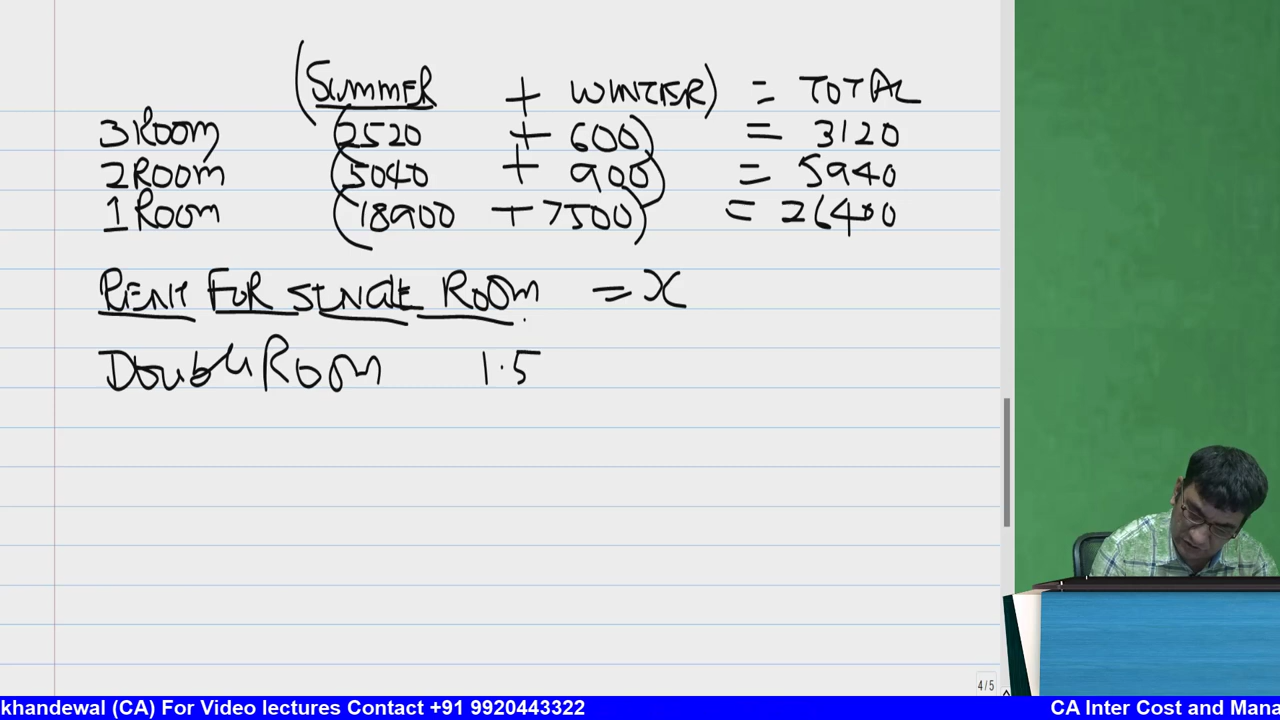 (SUMMER + WINTER) = TOTAL
3 ROOM (2520 + 600) = 3120
2 ROOM (5040 + 900) = 5940
1 ROOM (18900 + 7500) = 26400
RENT FOR SINGLE ROOM = x
DOUBLE ROOM 1.5
4/5
khandewal (CA) For Video lectures Contact +91 9920443322 CA Inter Cost and Mana